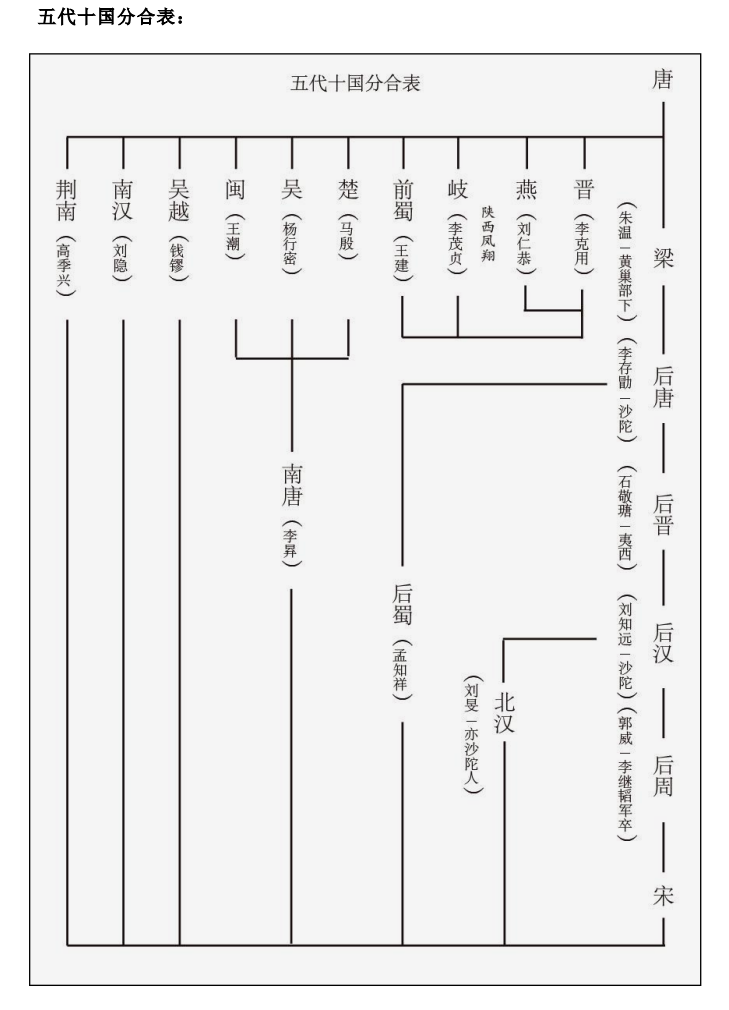 五代十国分合表：
五代十国分合表
唐
荆南（高季兴）
南汉（刘隐）
吴越（钱镠）
闽（王潮）
吴（杨行密）
楚（马殷）
前蜀（王建）
岐（李茂贞）
陕西凤翔
燕（刘仁恭）
晋（李克用）
梁
（朱温－黄巢部下）
后唐
（李存勖－沙陀）
后晋
（石敬瑭－夷西）
后汉
（刘知远－沙陀）
后周
（郭威－李继韬军卒）
宋
南唐（李昪）
后蜀（孟知祥）
北汉
（刘旻－亦沙陀人）